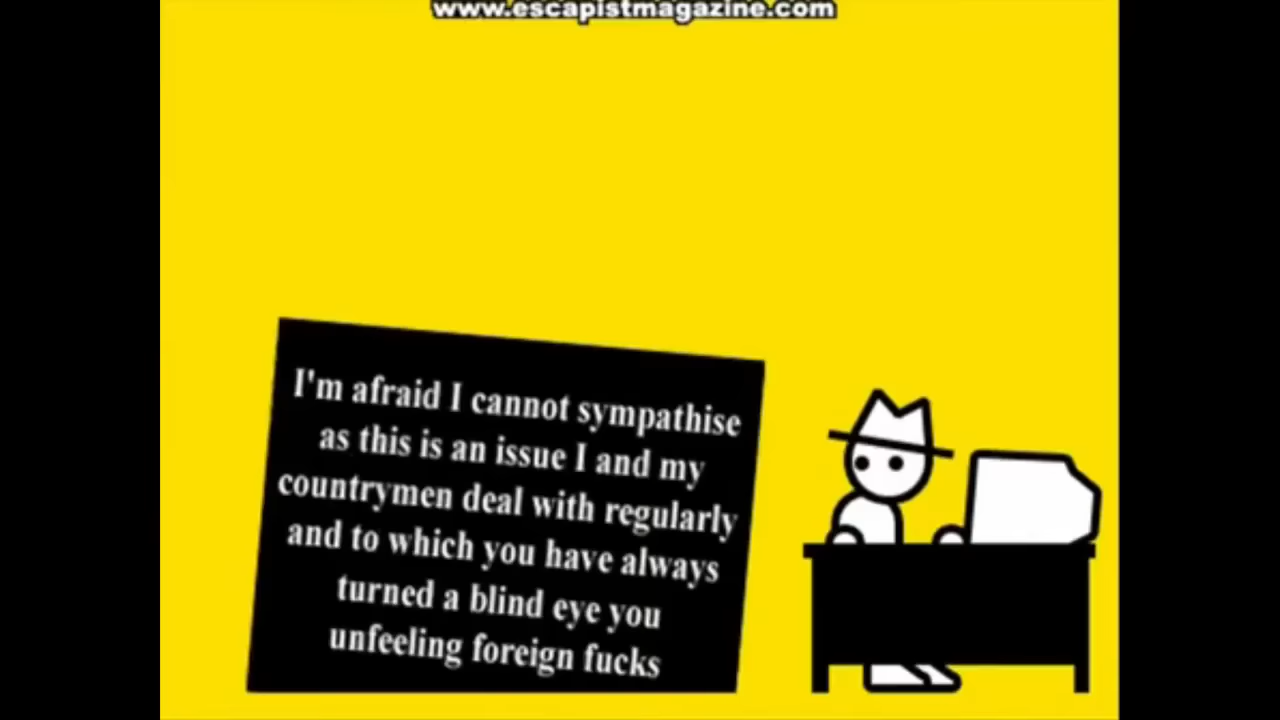 www.escapistmagazine.com
I'm afraid I cannot sympathise
as this is an issue I and my
countrymen deal with regularly
and to which you have always
turned a blind eye you
unfeeling foreign fucks